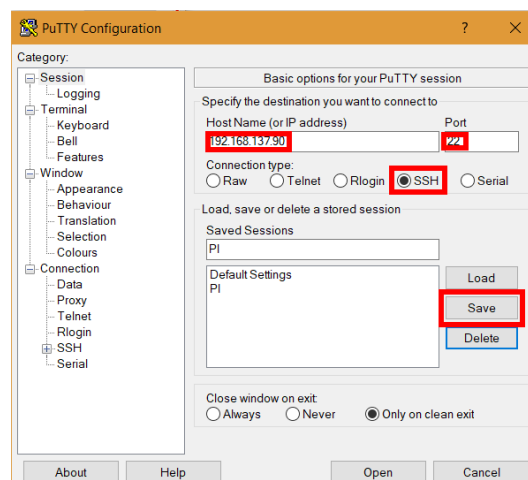 PuTTY Configuration
?
Category:
Session
Logging
Terminal
Keyboard
Bell
Features
Window
Appearance
Behaviour
Translation
Selection
Colours
Connection
Data
Proxy
Telnet
Rlogin
SSH
Serial
Basic options for your PuTTY session
Specify the destination you want to connect to
Host Name (or IP address) Port
192.168.137.90 22
Connection type:
Raw Telnet Rlogin SSH Serial
Load, save or delete a stored session
Saved Sessions
PI
Default Settings
PI
Load
Save
Delete
Close window on exit:
Always Never Only on clean exit
About Help Open Cancel